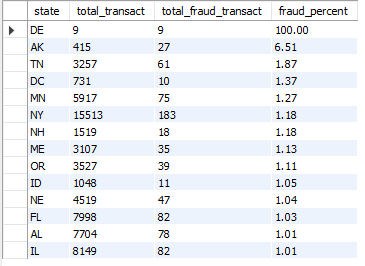 state total_transact total_fraud_transact fraud_percent
DE 9 9 100.00
AK 415 27 6.51
TN 3257 61 1.87
DC 731 10 1.37
MN 5917 75 1.27
NY 15513 183 1.18
NH 1519 18 1.18
ME 3107 35 1.13
OR 3527 39 1.11
ID 1048 11 1.05
NE 4519 47 1.04
FL 7998 82 1.03
AL 7704 78 1.01
IL 8149 82 1.01